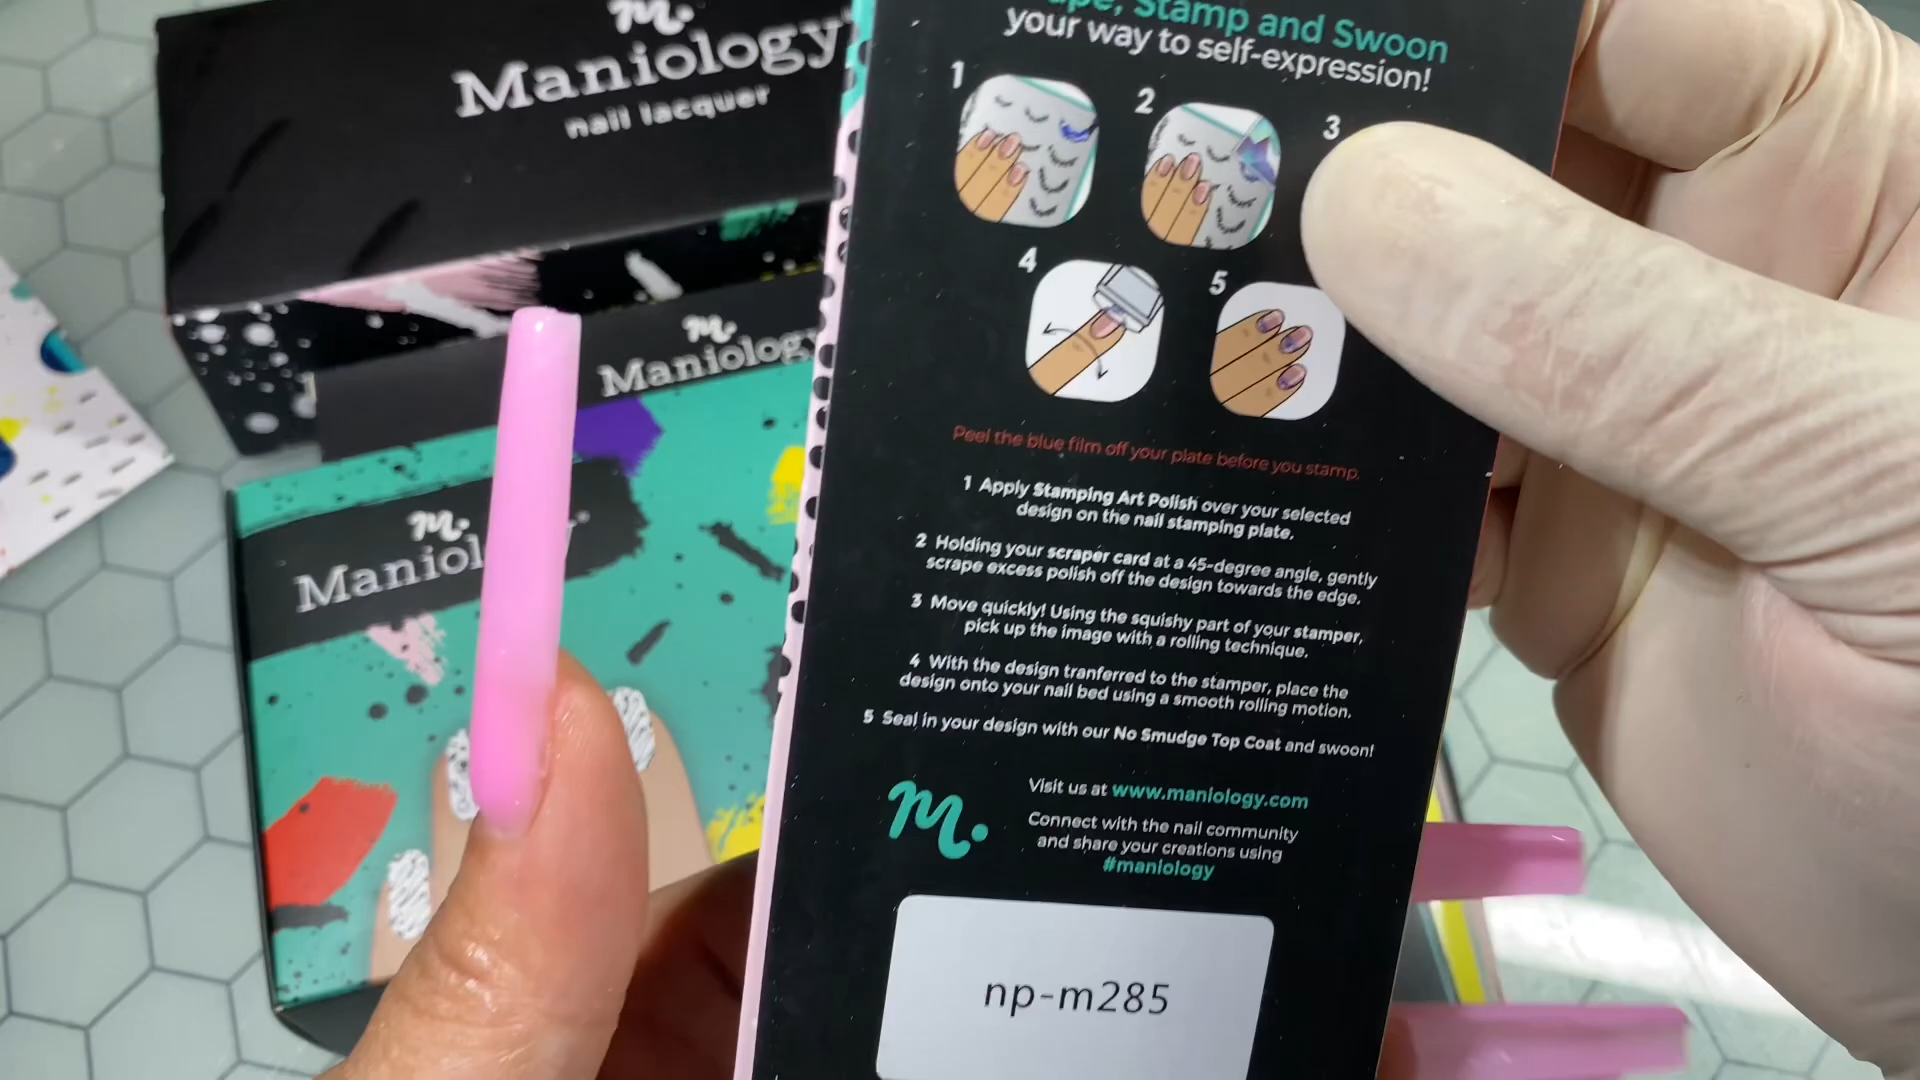 m.
Maniology
nail lacquer
m.
Maniology
m.
Maniol
Stamp and Swoon
your way to self-expression!
1
2
3
4
5
Peel the blue film off your plate before you stamp.
1 Apply Stamping Art Polish over your selected
design on the nail stamping plate.
2 Holding your scraper card at a 45-degree angle, gently
scrape excess polish off the design towards the edge.
3 Move quickly! Using the squishy part of your stamper,
pick up the image with a rolling technique.
4 With the design tranferred to the stamper, place the
design onto your nail bed using a smooth rolling motion.
5 Seal in your design with our No Smudge Top Coat and swoon!
m.
Visit us at www.maniology.com
Connect with the nail community
and share your creations using
#maniology
np-m285